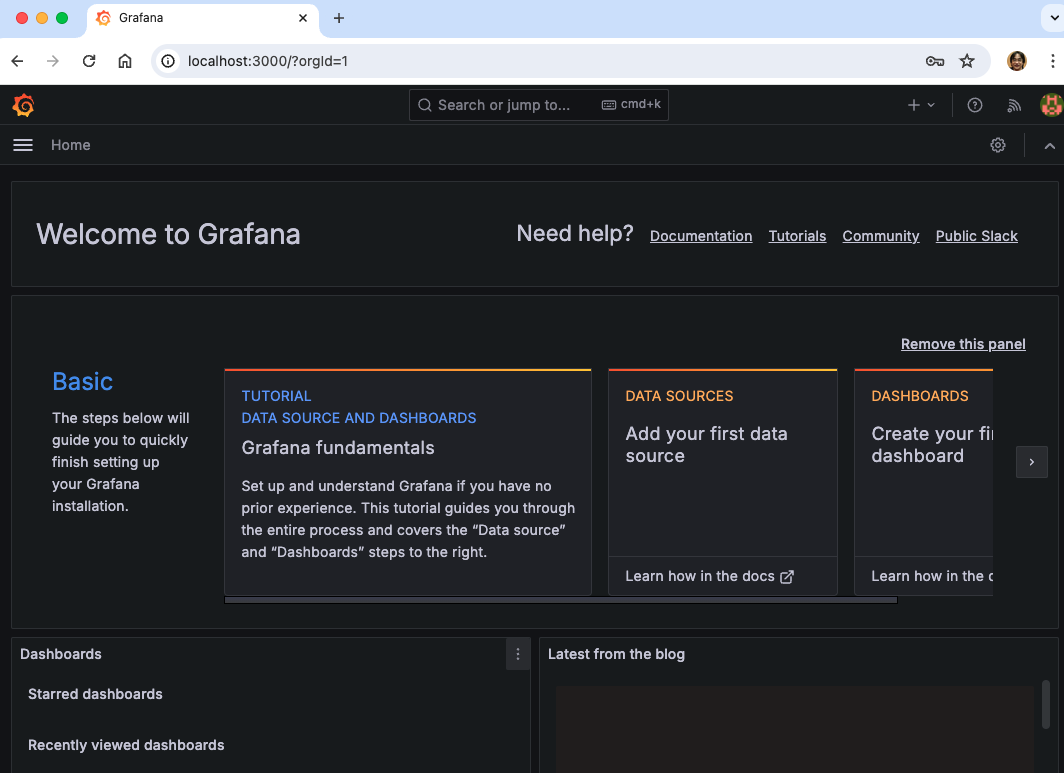 Grafana
localhost:3000/?orgId=1
Search or jump to... cmd+k
Home
Welcome to Grafana
Need help? Documentation Tutorials Community Public Slack
Remove this panel
Basic
The steps below will
guide you to quickly
finish setting up
your Grafana
installation.
TUTORIAL
DATA SOURCE AND DASHBOARDS
Grafana fundamentals
Set up and understand Grafana if you have no
prior experience. This tutorial guides you through
the entire process and covers the “Data source”
and “Dashboards” steps to the right.
DATA SOURCES
Add your first data
source
Learn how in the docs
DASHBOARDS
Create your
dashboard
Learn how in the
Dashboards
Starred dashboards
Recently viewed dashboards
Latest from the blog